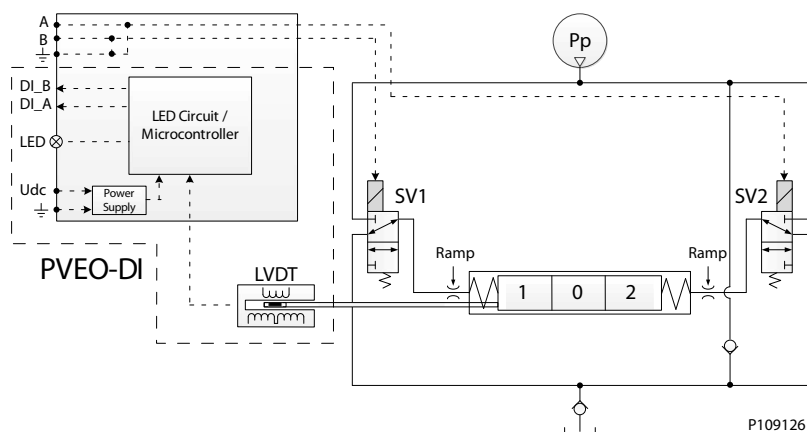 A
B
DI_B
DI_A
LED
Udc
LED Circuit /
Microcontroller
Power
Supply
PVEO-DI
LVDT
Pp
SV1
SV2
Ramp
Ramp
1 0 2
P109126